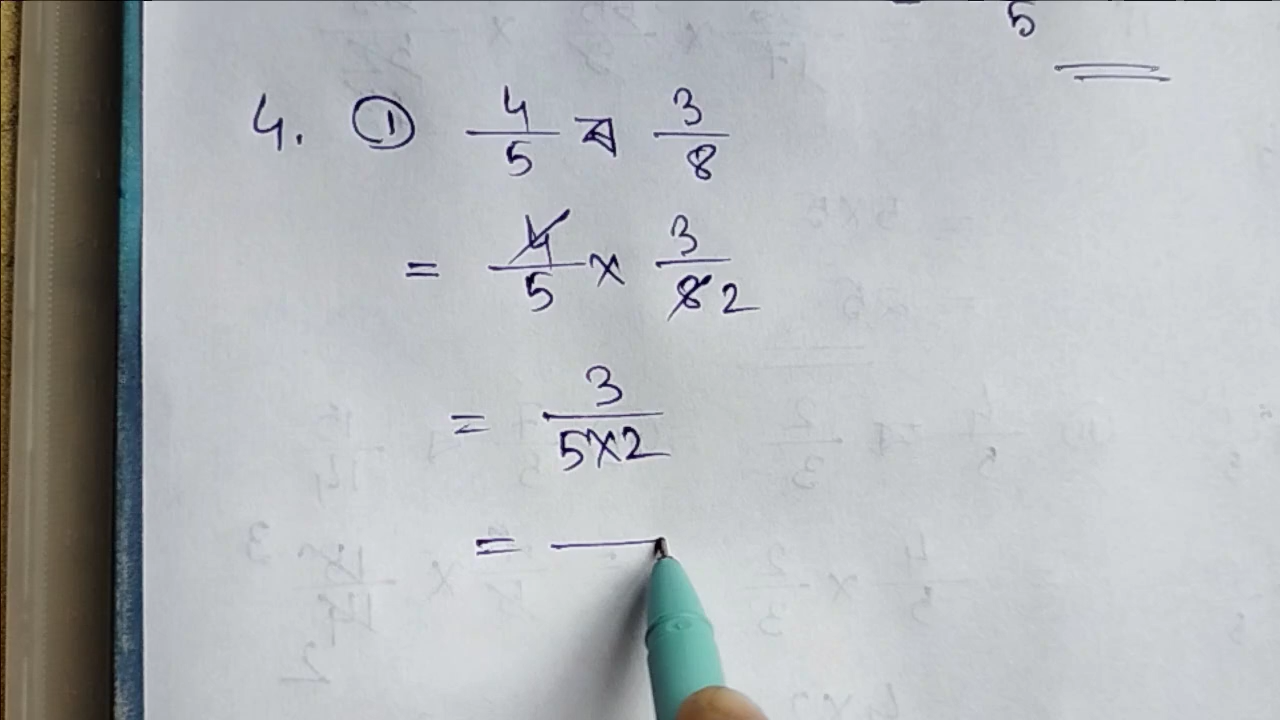 5
4. ① 4/5 র 3/8
= 4/5 × 3/8 2
= 3/5×2
=